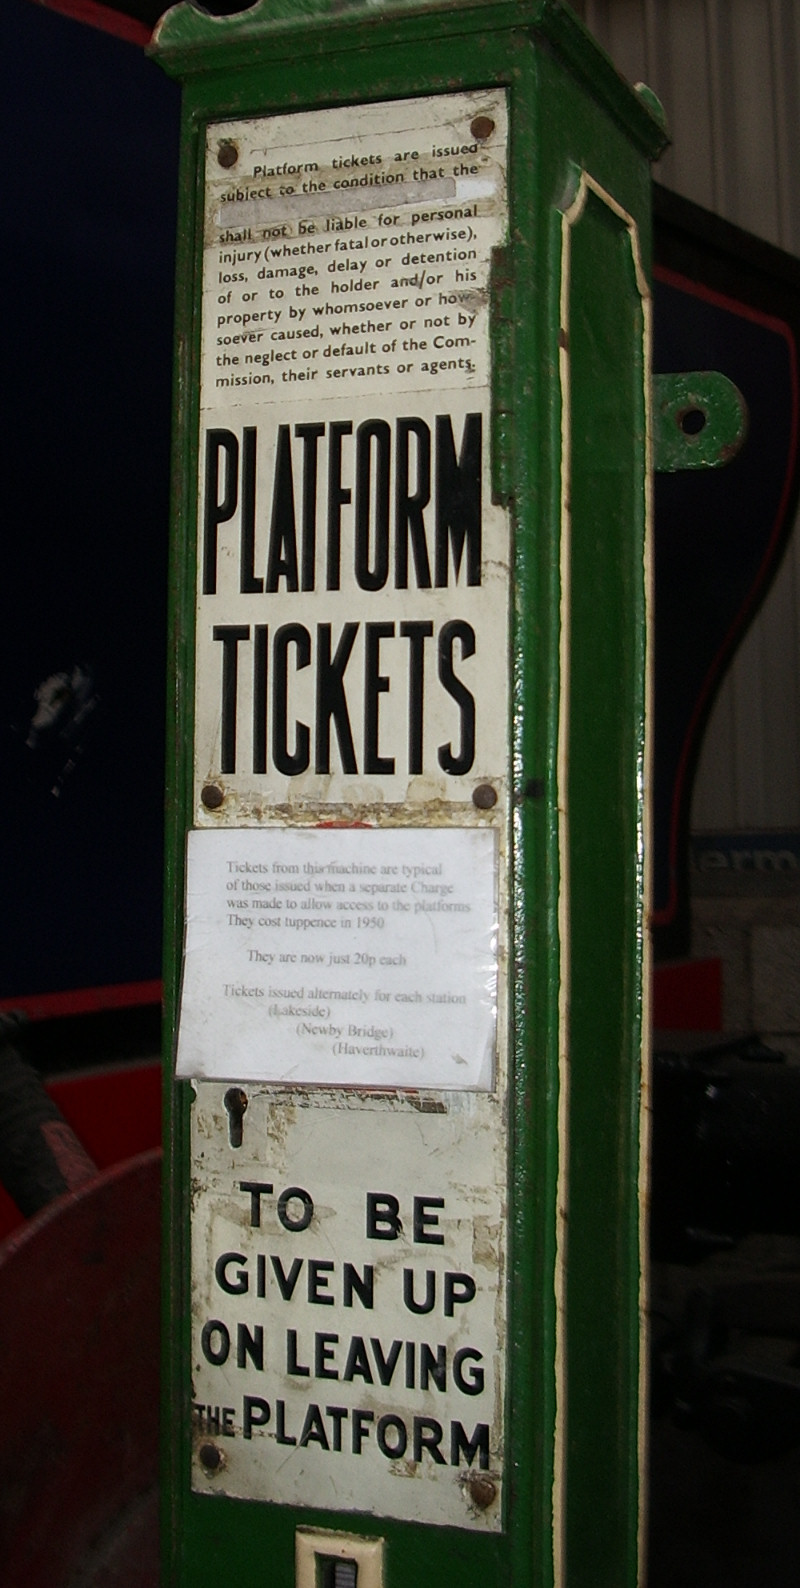 Platform tickets are issued
subject to the condition that the
shall not be liable for personal
injury (whether fatal or otherwise),
loss, damage, delay or detention
of or to the holder and/or his
property by whomsoever or how-
soever caused, whether or not by
the neglect or default of the Com-
mission, their servants or agents.
PLATFORM
TICKETS
Tickets from this machine are typical
of those issued when a separate Charge
was made to allow access to the platforms
They cost tuppence in 1950
They are now just 20p each
Tickets issued alternately for each station
(Lakeside)
(Newby Bridge)
(Haverthwaite)
TO BE
GIVEN UP
ON LEAVING
THE PLATFORM